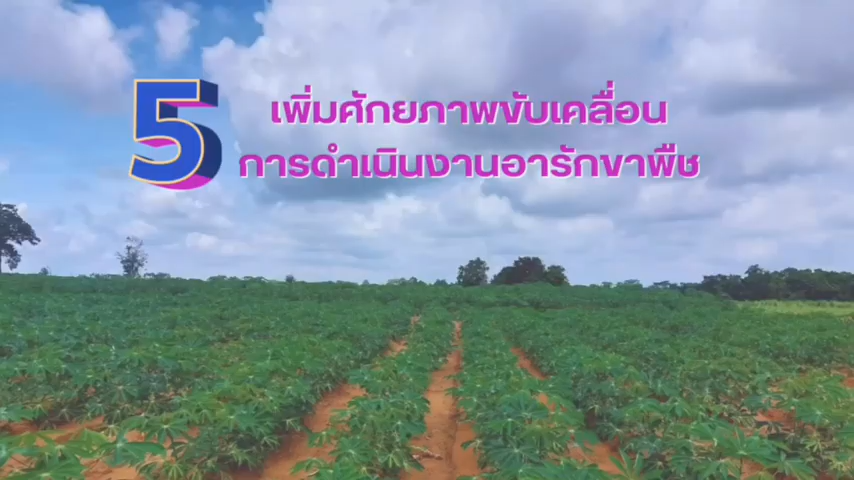 5
เพิ่มศักยภาพขับเคลื่อน
การดำเนินงานอารักขาพืช